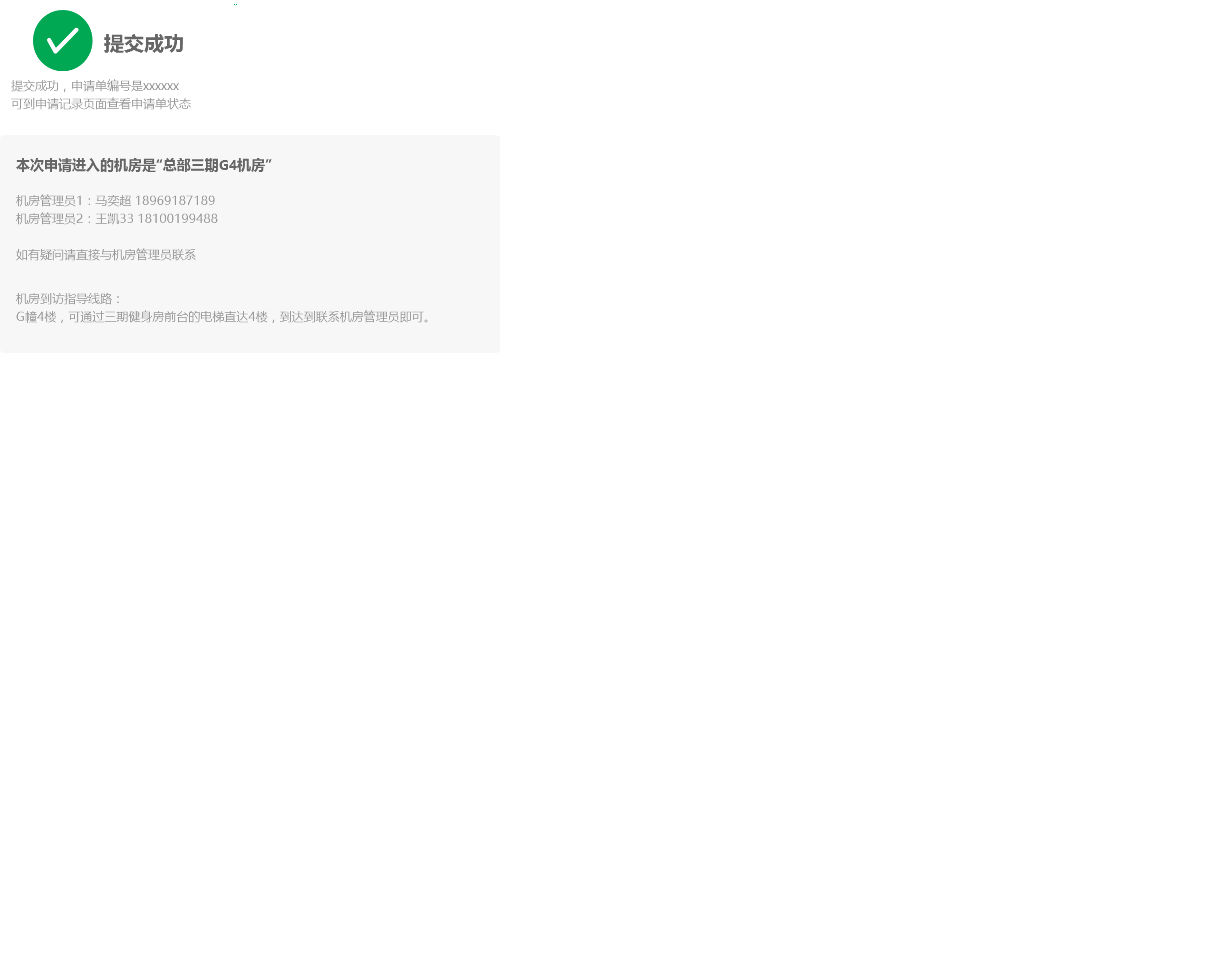 提交成功
提交成功，申请单编号是xxxxxx
可到申请记录页面查看申请单状态
本次申请进入的机房是“总部三期G4机房”
机房管理员1：马奕超 18969187189
机房管理员2：王凯33 18100199488
如有疑问请直接与机房管理员联系
机房到访指导线路：
G幢4楼，可通过三期健身房前台的电梯直达4楼，到达到联系机房管理员即可。